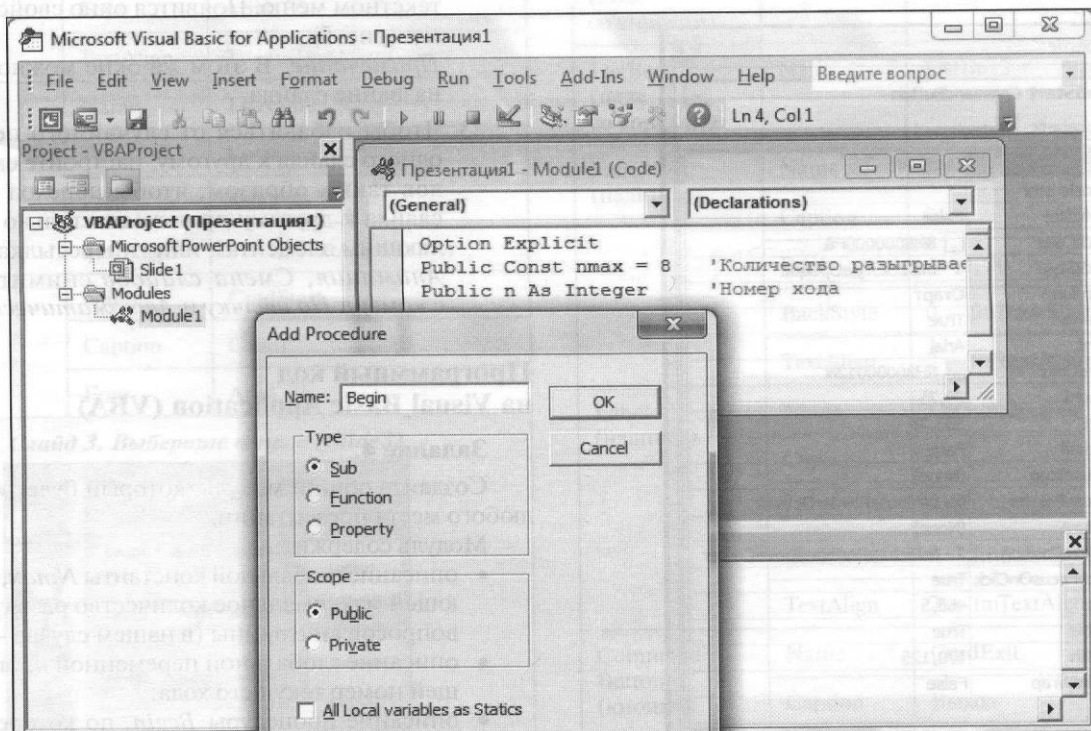 Microsoft Visual Basic for Applications - Презентация1
File Edit View Insert Format Debug Run Tools Add-Ins Window Help Введите вопрос
Ln 4, Col 1
Project - VBAProject
VBAProject (Презентация1)
Microsoft PowerPoint Objects
Slide1
Modules
Module1
Презентация1 - Module1 (Code)
(General) (Declarations)
Option Explicit
Public Const nmax = 8 'Количество разыгрывае
Public n As Integer 'Номер хода
Add Procedure
Name: Begin
OK
Cancel
Type
Sub
Function
Property
Scope
Public
Private
All Local variables as Statics